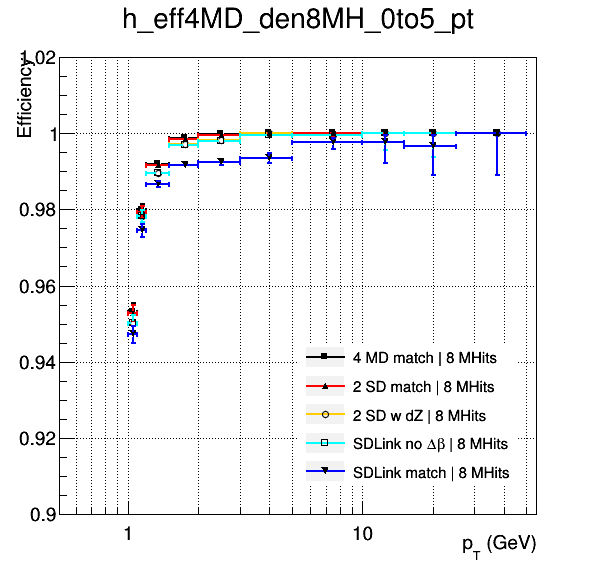 h_eff4MD_den8MH_0to5_pt
Efficiency
1.02
1
0.98
0.96
0.94
0.92
0.9
4 MD match | 8 MHits
2 SD match | 8 MHits
2 SD w dZ | 8 MHits
SDLink no Δβ | 8 MHits
SDLink match | 8 MHits
1
10
p_T (GeV)